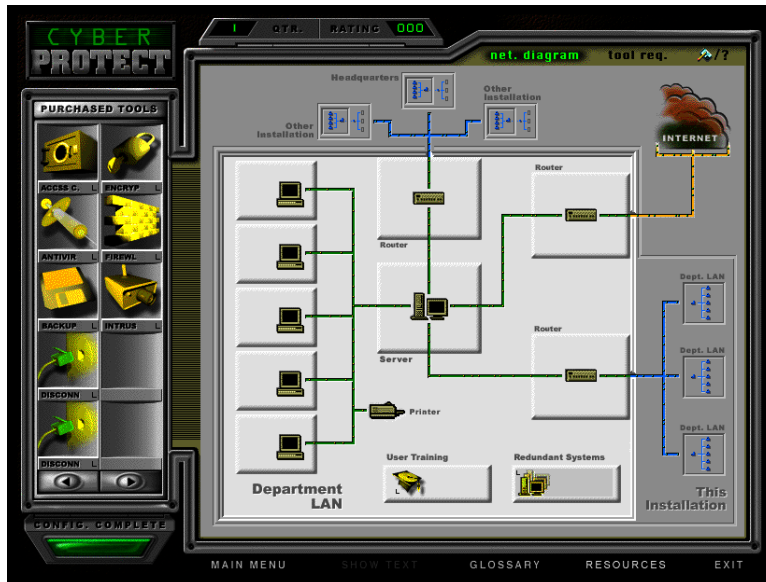 CYBER
PROTECT
1 QTR. RATING 000
net. diagram tool req. /?
PURCHASED TOOLS
ACCSS C. L
ENCRYP L
ANTIVIR L
FIREWL L
BACKUP L
INTRUS L
DISCONN L
DISCONN L
CONFIG. COMPLETE
Headquarters
Other
Installation
Other
Installation
INTERNET
Router
Router
Server
Router
Printer
Dept. LAN
Dept. LAN
Dept. LAN
User Training
L
Redundant Systems
L
Department
LAN
This
Installation
MAIN MENU SHOW TEXT GLOSSARY RESOURCES EXIT